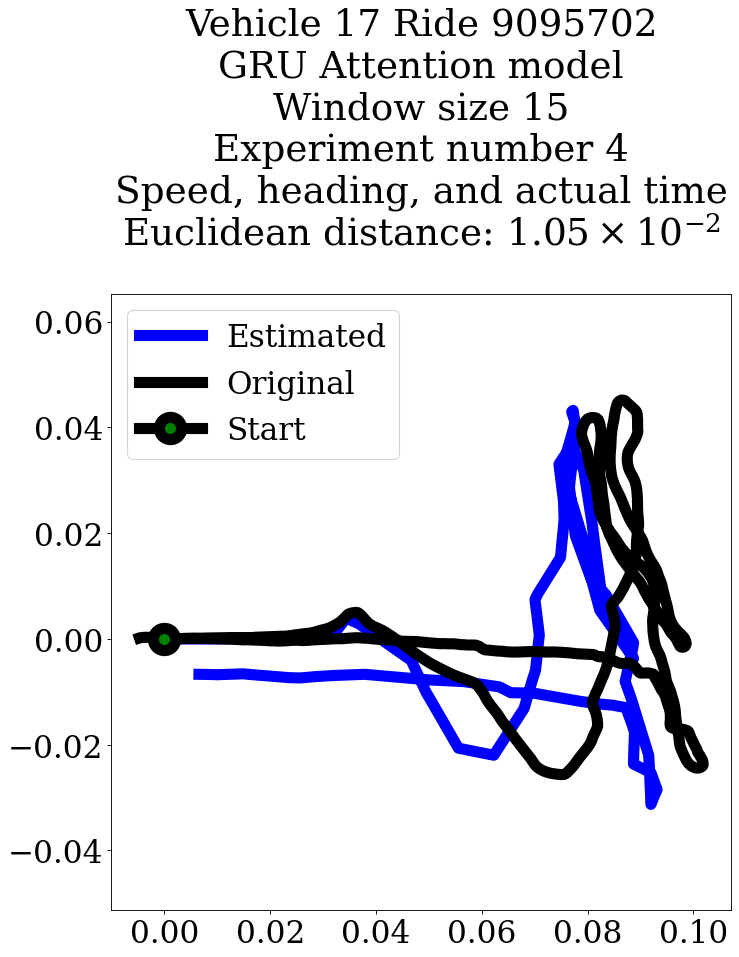 Vehicle 17 Ride 9095702
GRU Attention model
Window size 15
Experiment number 4
Speed, heading, and actual time
Euclidean distance: 1.05 × 10⁻²
0.06
0.04
0.02
0.00
−0.02
−0.04
Estimated
Original
Start
0.00 0.02 0.04 0.06 0.08 0.10